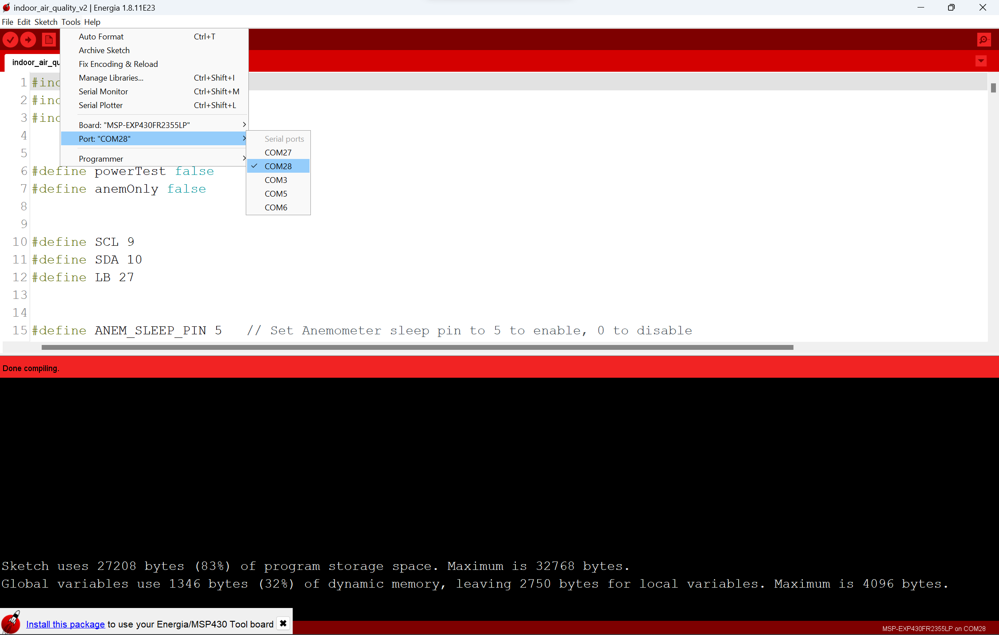 indoor_air_quality_v2 | Energia 1.8.11E23
File Edit Sketch Tools Help
Auto Format Ctrl+T
Archive Sketch
Fix Encoding & Reload
Manage Libraries... Ctrl+Shift+I
Serial Monitor Ctrl+Shift+M
Serial Plotter Ctrl+Shift+L
Board: "MSP-EXP430FR2355LP"
Port: "COM28"
Programmer
Serial ports
COM27
COM28
COM3
COM5
COM6
indoor_air_qu
1 #inc
2 #inc
3 #inc
4
5
6 #define powerTest false
7 #define anemOnly false
8
9
10 #define SCL 9
11 #define SDA 10
12 #define LB 27
13
14
15 #define ANEM_SLEEP_PIN 5 // Set Anemometer sleep pin to 5 to enable, 0 to disable
Done compiling.
Sketch uses 27208 bytes (83%) of program storage space. Maximum is 32768 bytes.
Global variables use 1346 bytes (32%) of dynamic memory, leaving 2750 bytes for local variables. Maximum is 4096 bytes.
Install this package to use your Energia/MSP430 Tool board
MSP-EXP430FR2355LP on COM28